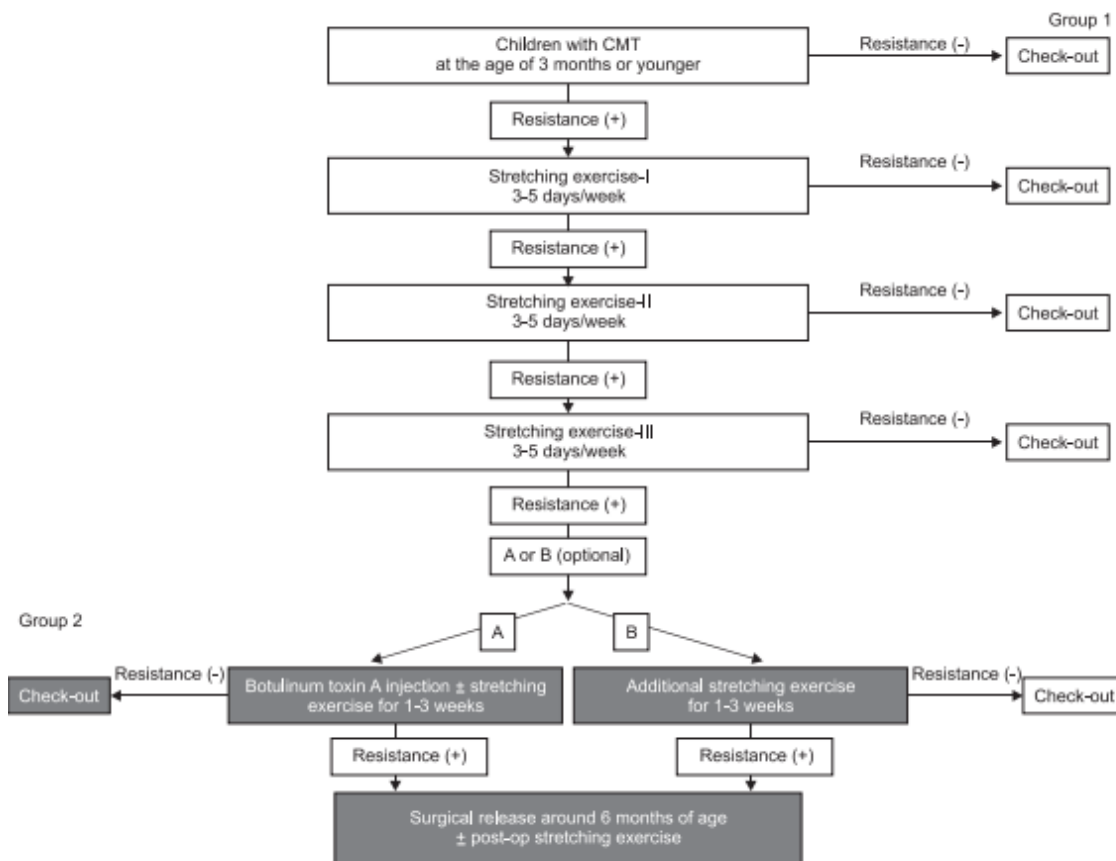 Group 1
Children with CMT
at the age of 3 months or younger
Resistance (-)
Check-out
Resistance (+)
Stretching exercise-I
3-5 days/week
Resistance (-)
Check-out
Resistance (+)
Stretching exercise-II
3-5 days/week
Resistance (-)
Check-out
Resistance (+)
Stretching exercise-III
3-5 days/week
Resistance (-)
Check-out
Resistance (+)
A or B (optional)
Group 2
A
B
Resistance (-)
Check-out
Botulinum toxin A injection ± stretching
exercise for 1-3 weeks
Additional stretching exercise
for 1-3 weeks
Resistance (-)
Check-out
Resistance (+)
Resistance (+)
Surgical release around 6 months of age
± post-op stretching exercise